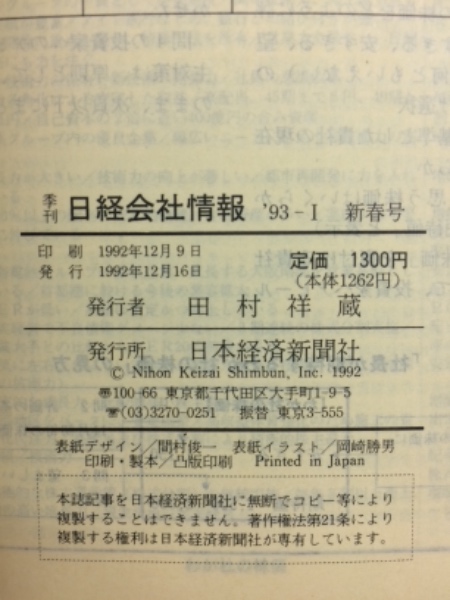 季刊 日経会社情報 '93-I 新春号
印 刷 1992年12月9日
発 行 1992年12月16日
定価 1300円
(本体1262円)
発行者 田村祥蔵
発行所 日本経済新聞社
© Nihon Keizai Shimbun, Inc. 1992
〠100-66 東京都千代田区大手町1-9-5
☎(03)3270-0251 振替 東京3-555
表紙デザイン/間村俊一 表紙イラスト/岡崎勝男
印刷・製本/凸版印刷 Printed in Japan
本誌記事を日本経済新聞社に無断でコピー等により
複製することはできません。著作権法第21条により
複製する権利は日本経済新聞社が専有しています。